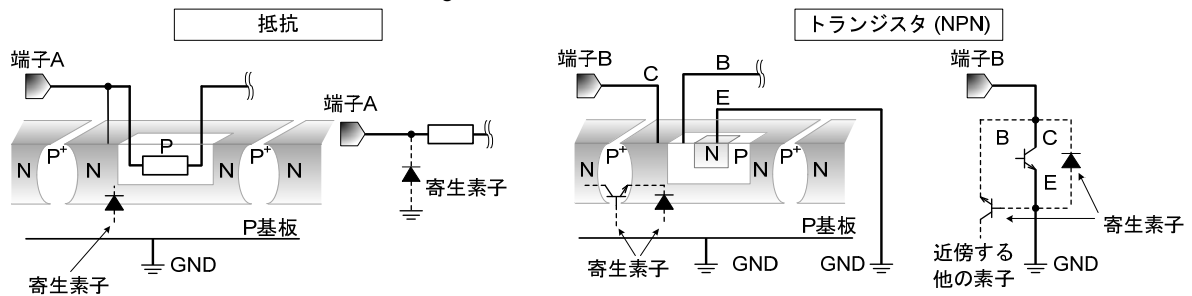 抵抗
トランジスタ (NPN)
端子A
端子A
N
P+
N
P
P+
N
寄生素子
P基板
GND
寄生素子
端子B
C
B
E
N
P+
N
N
P
P+
N
P基板
寄生素子
GND
GND
端子B
B
C
E
寄生素子
近傍する
他の素子
GND